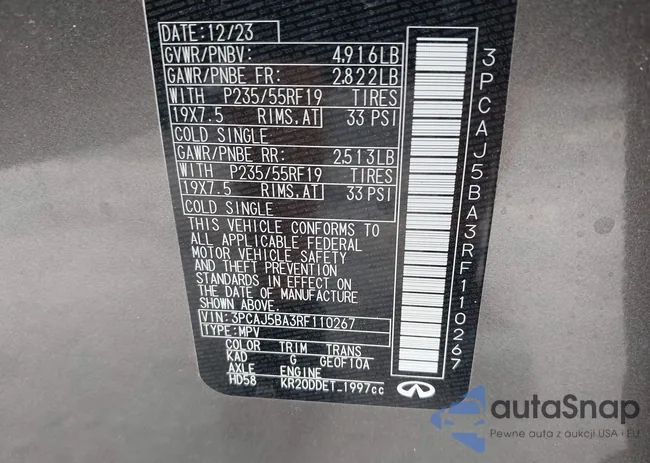 DATE: 12/23
GVWR/PNBV: 4,916LB
GAWR/PNBE FR: 2,822LB
WITH P235/55RF19 TIRES
19X7.5 RIMS, AT 33 PSI
COLD SINGLE
GAWR/PNBE RR: 2,513LB
WITH P235/55RF19 TIRES
19X7.5 RIMS, AT 33 PSI
COLD SINGLE
THIS VEHICLE CONFORMS TO
ALL APPLICABLE FEDERAL
MOTOR VEHICLE SAFETY
AND THEFT PREVENTION
STANDARDS IN EFFECT ON
THE DATE OF MANUFACTURE
SHOWN ABOVE.
VIN: 3PCAJ5BA3RF110267
TYPE: MPV
COLOR TRIM TRANS
KAD G GE0F10A
AXLE ENGINE
HD58 KR20DDET 1997cc
3PCAJ5BA3RF110267
autaSnap
Pewne auta z aukcji USA i EU